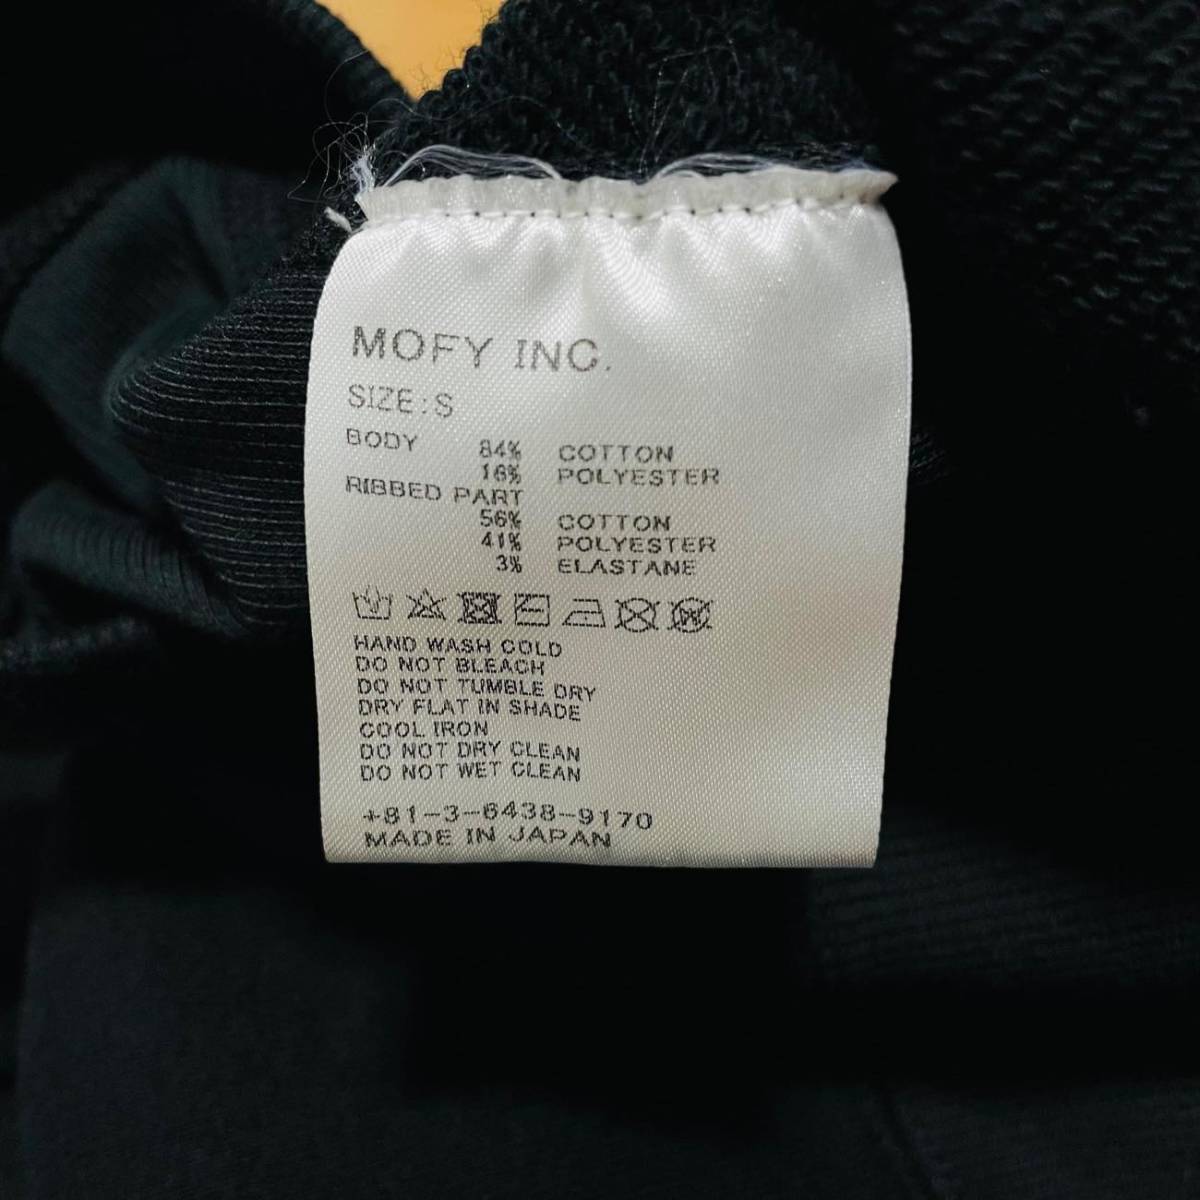 MOFY INC.
SIZE:S
BODY 84% COTTON
16% POLYESTER
RIBBED PART
56% COTTON
41% POLYESTER
3% ELASTANE
HAND WASH COLD
DO NOT BLEACH
DO NOT TUMBLE DRY
DRY FLAT IN SHADE
COOL IRON
DO NOT DRY CLEAN
DO NOT WET CLEAN
+81-3-6438-9170
MADE IN JAPAN